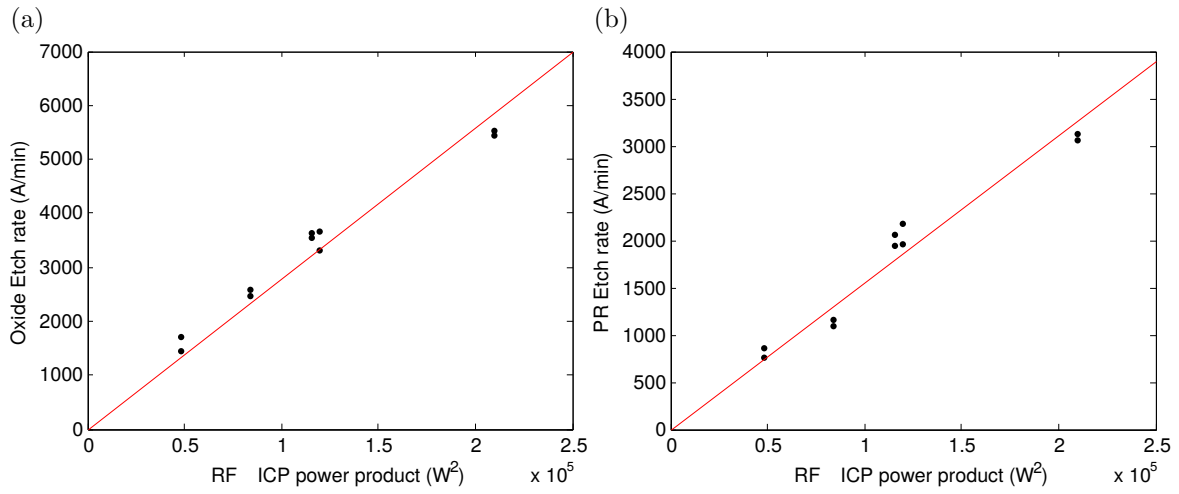 (a)
(b)
7000
6000
5000
4000
3000
2000
1000
0
Oxide Etch rate (A/min)
0 0.5 1 1.5 2 2.5
RF ICP power product (W²) x 10⁵
4000
3500
3000
2500
2000
1500
1000
500
0
PR Etch rate (A/min)
0 0.5 1 1.5 2 2.5
RF ICP power product (W²) x 10⁵